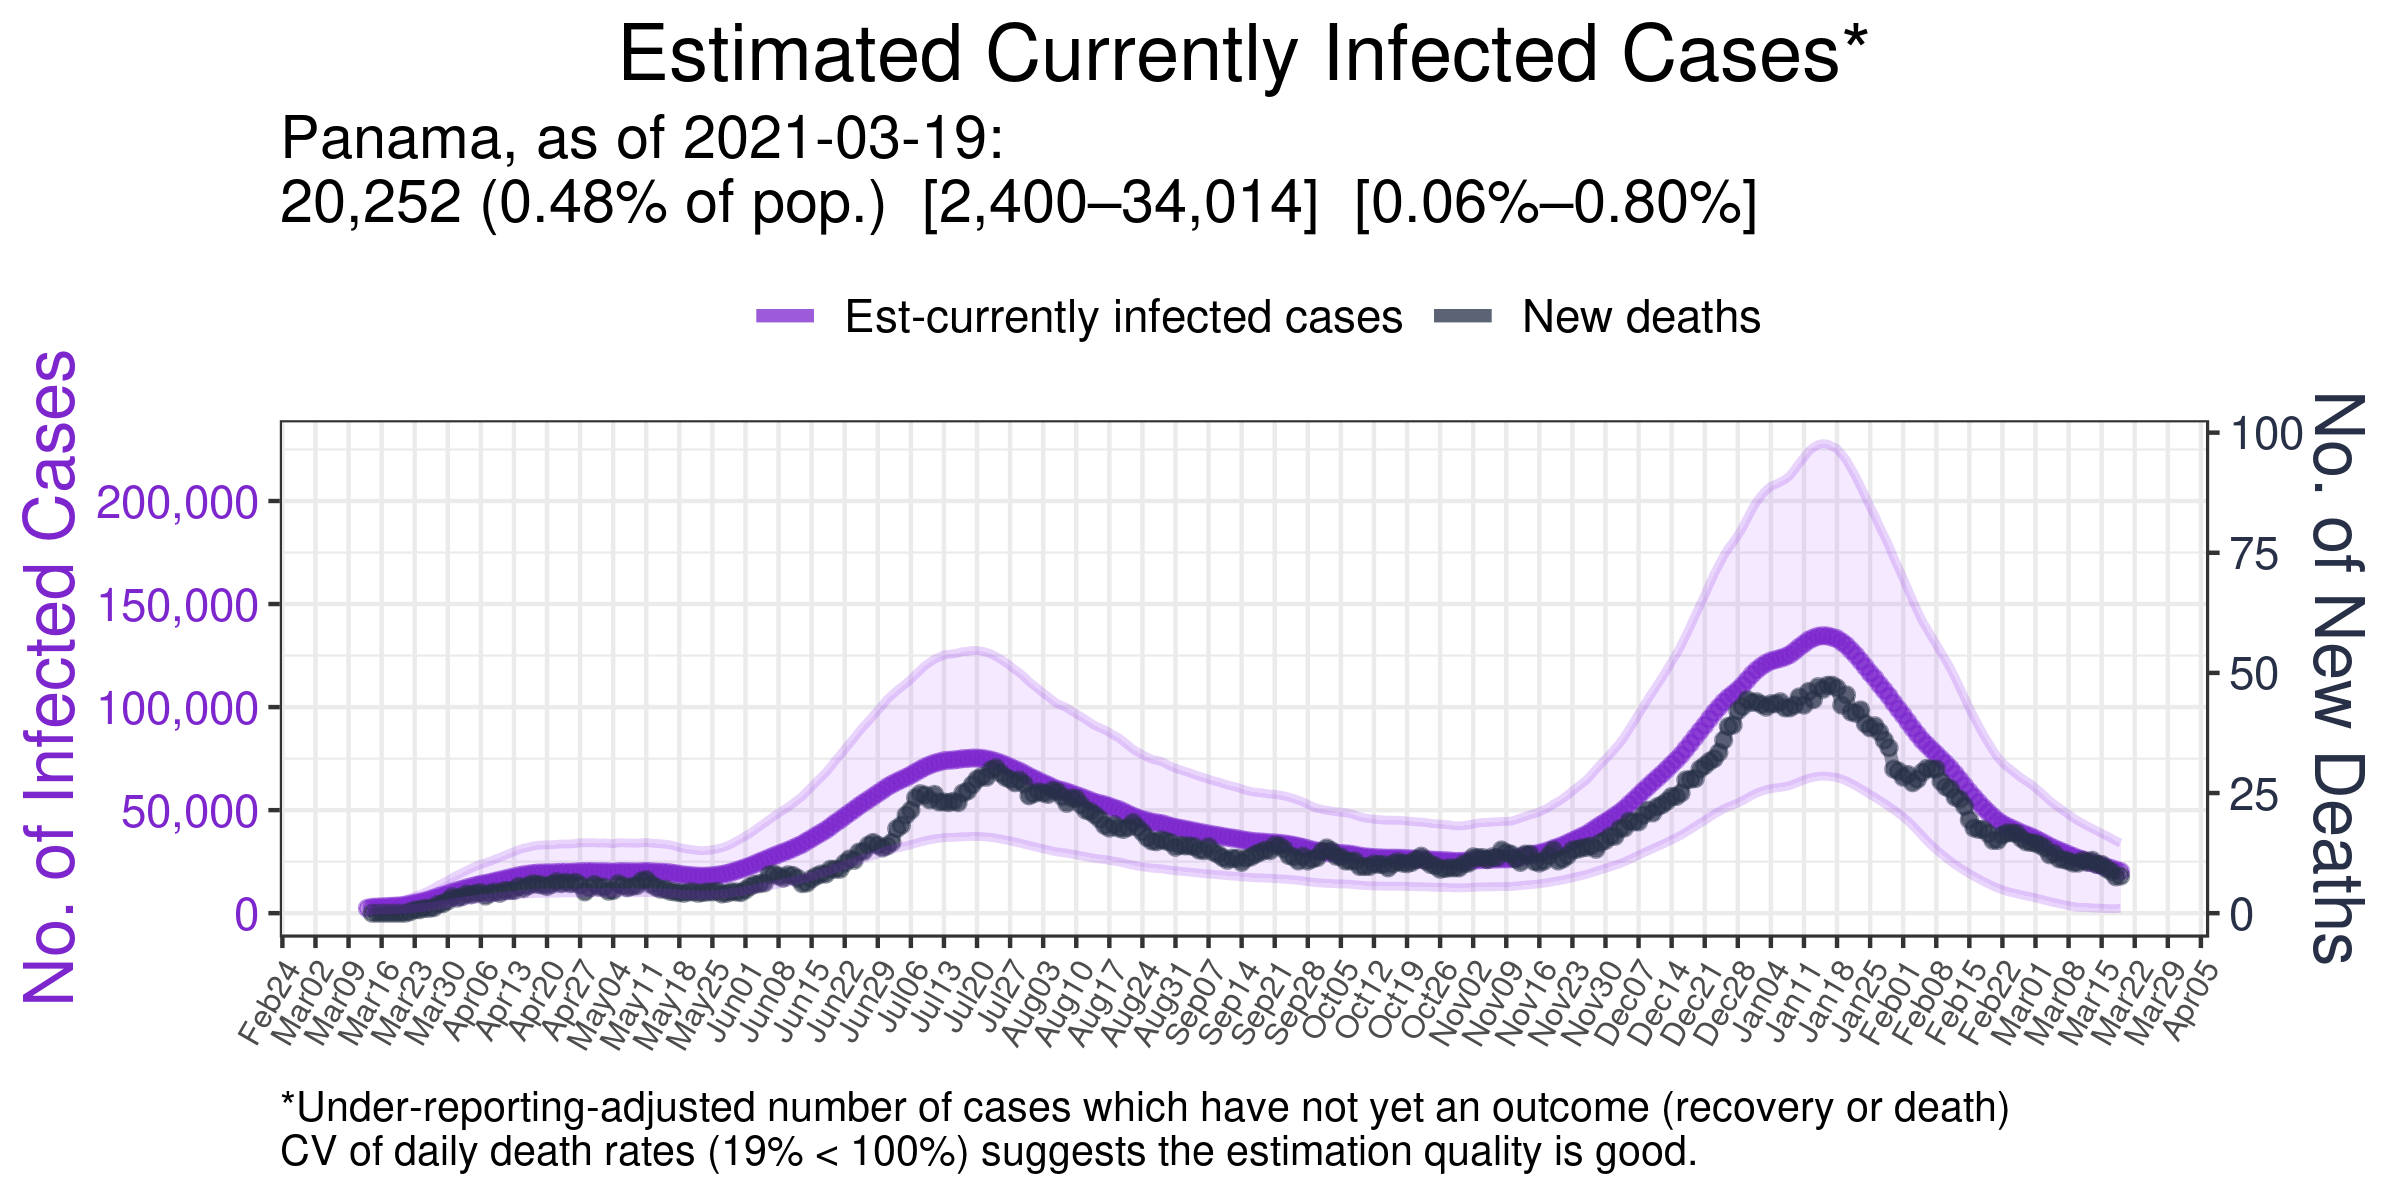 Estimated Currently Infected Cases*
Panama, as of 2021-03-19:
20,252 (0.48% of pop.) [2,400–34,014] [0.06%–0.80%]
Est-currently infected cases
New deaths
No. of Infected Cases
200,000
150,000
100,000
50,000
0
100
75
50
25
0
No. of New Deaths
Feb24
Mar02
Mar09
Mar16
Mar23
Mar30
Apr06
Apr13
Apr20
Apr27
May04
May11
May18
May25
Jun01
Jun08
Jun15
Jun22
Jun29
Jul06
Jul13
Jul20
Jul27
Aug03
Aug10
Aug17
Aug24
Aug31
Sep07
Sep14
Sep21
Sep28
Oct05
Oct12
Oct19
Oct26
Nov02
Nov09
Nov16
Nov23
Nov30
Dec07
Dec14
Dec21
Dec28
Jan04
Jan11
Jan18
Jan25
Feb01
Feb08
Feb15
Feb22
Mar01
Mar08
Mar15
Mar22
Mar29
Apr05
*Under-reporting-adjusted number of cases which have not yet an outcome (recovery or death)
CV of daily death rates (19% < 100%) suggests the estimation quality is good.